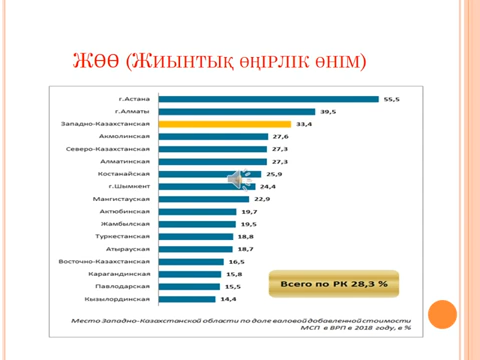 ЖӨӨ (Жиынтық өңірлік өнім)
г.Астана 55,5
г.Алматы 39,5
Западно-Казахстанская 33,4
Акмолинская 27,6
Северо-Казахстанская 27,3
Алматинская 27,3
Костанайская 25,9
г.Шымкент 24,4
Мангистауская 22,9
Актюбинская 19,7
Жамбылская 19,5
Туркестанская 18,8
Атырауская 18,7
Восточно-Казахстанская 16,5
Карагандинская 15,8
Павлодарская 15,5
Кызылординская 14,4
Всего по РК 28,3 %
Место Западно-Казахстанской области по доле валовой добавленной стоимости
МСП в ВРП в 2018 году, в %